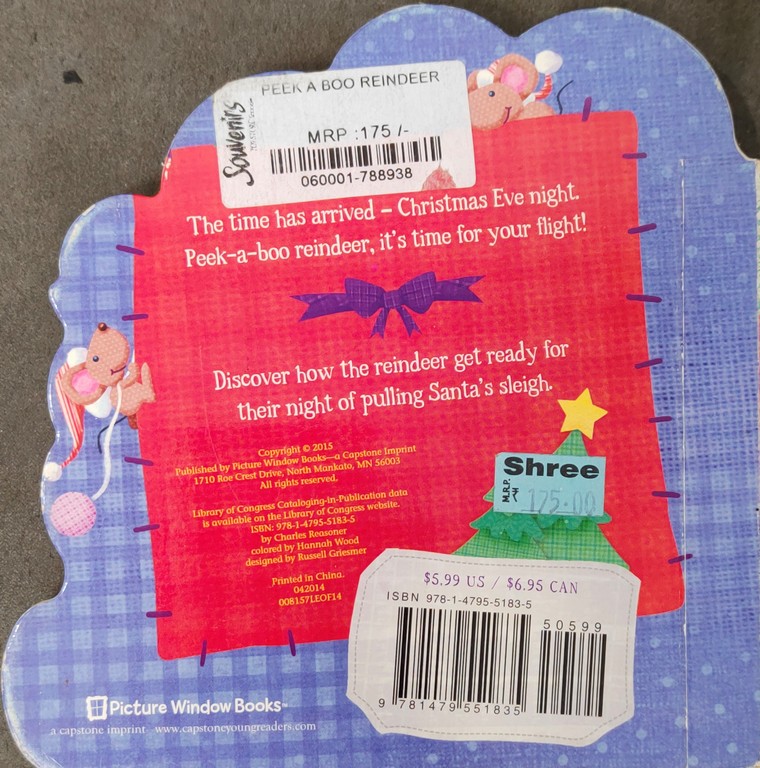 PEEK A BOO REINDEER
Souvenirs
MRP :175 /-
060001-788938
The time has arrived – Christmas Eve night.
Peek-a-boo reindeer, it's time for your flight!
Discover how the reindeer get ready for
their night of pulling Santa's sleigh.
Copyright © 2015
Published by Picture Window Books—a Capstone Imprint
1710 Roe Crest Drive, North Mankato, MN 56003
All rights reserved.
Library of Congress Cataloging-in-Publication data
is available on the Library of Congress website.
ISBN: 978-1-4795-5183-5
by Charles Reasoner
colored by Hannah Wood
designed by Russell Griesmer
Printed in China.
042014
008157LEOF14
Shree
M.R.P.
175.00
$5.99 US / $6.95 CAN
ISBN 978-1-4795-5183-5
50599
9 781479 551835
Picture Window Books™
a capstone imprint www.capstoneyoungreaders.com